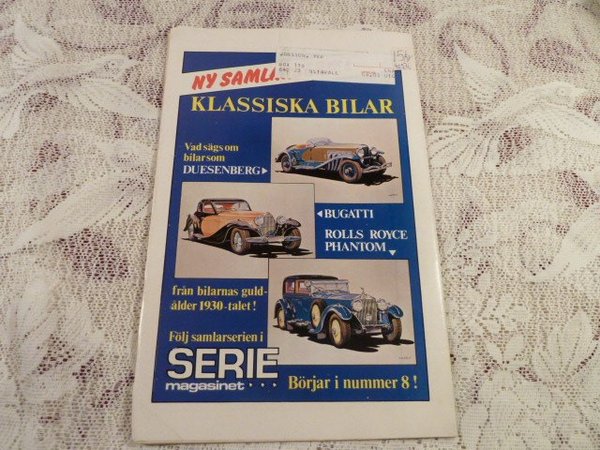 NY SAML
KLASSISKA BILAR
Vad sägs om
bilar som
DUESENBERG
BUGATTI
ROLLS ROYCE
PHANTOM
från bilarnas guld-
ålder 1930-talet!
Följ samlarserien i
SERIE
magasinet...
Börjar i nummer 8!